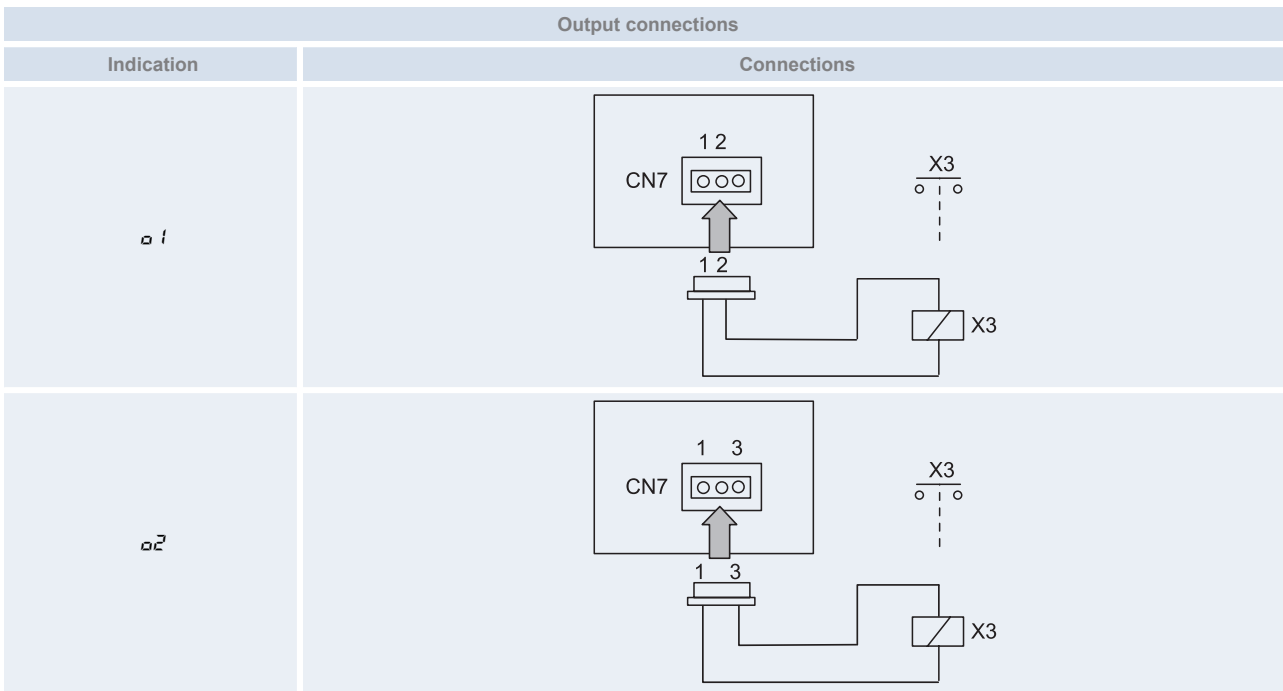 Output connections
Indication Connections
1 2
CN7
X3
1 2
X3
o1
1 3
CN7
X3
1 3
X3
o2